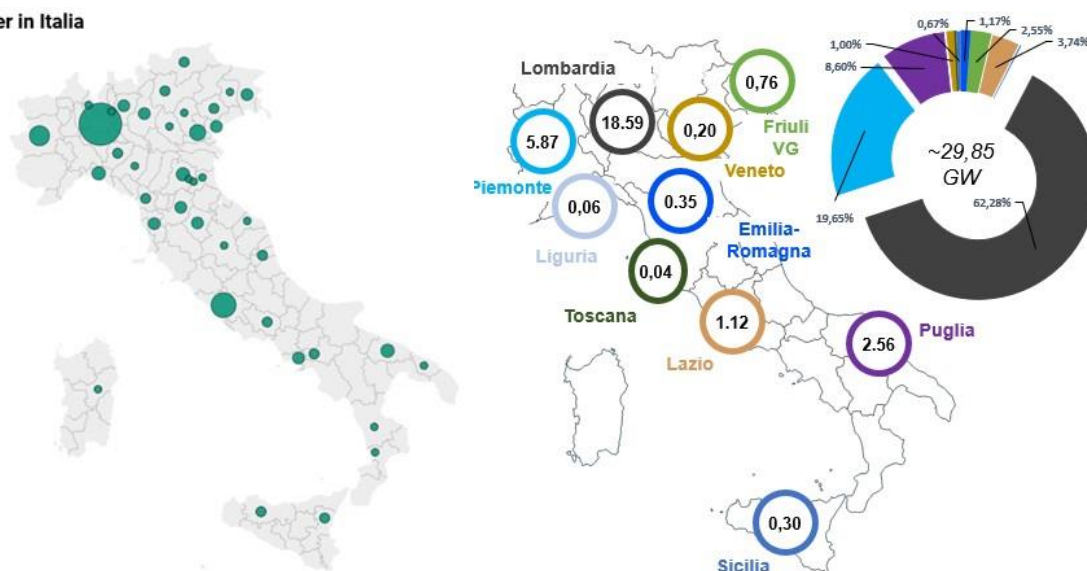 er in Italia
Lombardia
18.59
0,76
Friuli
VG
0,20
Veneto
5.87
Piemonte
0,06
Liguria
0.35
Emilia-
Romagna
0,04
Toscana
1.12
Lazio
2.56
Puglia
0,30
Sicilia
0,67%
1,17%
1,00%
2,55%
8,60%
3,74%
~29,85
GW
62,28%
19,65%